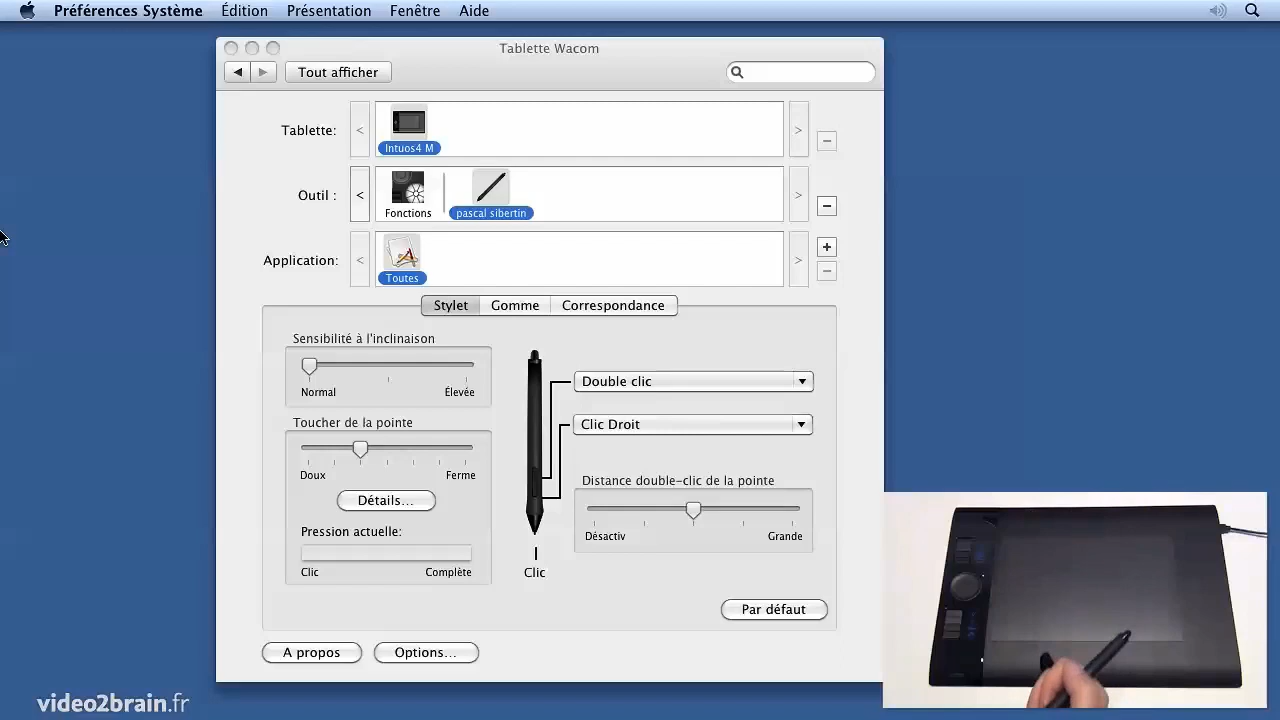 Préférences Système Édition Présentation Fenêtre Aide
Tablette Wacom
Tout afficher
Tablette:
Intuos4 M
Outil :
Fonctions
pascal sibertin
Application:
Toutes
Stylet Gomme Correspondance
Sensibilité à l'inclinaison
Normal Élevée
Toucher de la pointe
Doux Ferme
Détails...
Pression actuelle:
Clic Complète
Double clic
Clic Droit
Distance double-clic de la pointe
Désactiv Grande
Clic
Par défaut
A propos
Options...
video2brain.fr